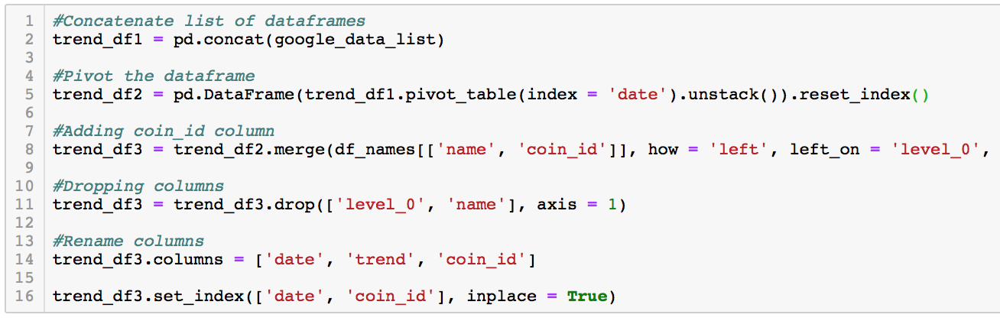 1 #Concatenate list of dataframes
2 trend_df1 = pd.concat(google_data_list)
3
4 #Pivot the dataframe
5 trend_df2 = pd.DataFrame(trend_df1.pivot_table(index = 'date').unstack()).reset_index()
6
7 #Adding coin_id column
8 trend_df3 = trend_df2.merge(df_names[['name', 'coin_id']], how = 'left', left_on = 'level_0',
9
10 #Dropping columns
11 trend_df3 = trend_df3.drop(['level_0', 'name'], axis = 1)
12
13 #Rename columns
14 trend_df3.columns = ['date', 'trend', 'coin_id']
15
16 trend_df3.set_index(['date', 'coin_id'], inplace = True)